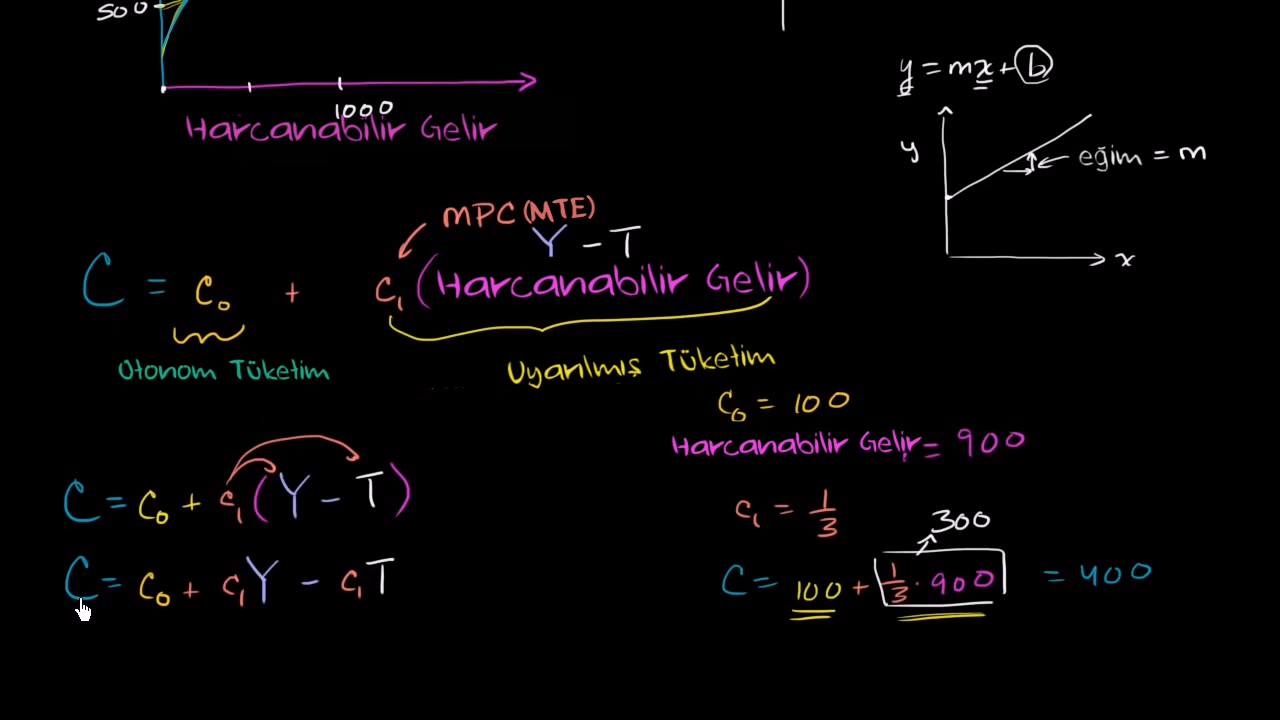 500
1000
Harcanabilir Gelir
y = mx + b
y
eğim = m
x
MPC (MTE)
Y - T
C = c₀ + c₁ (Harcanabilir Gelir)
Otonom Tüketim
Uyarılmış Tüketim
c₀ = 100
Harcanabilir Gelir = 900
C = c₀ + c₁ (Y - T)
c₁ = 1/3
300
C = c₀ + c₁Y - c₁T
C = 100 + 1/3 · 900 = 400